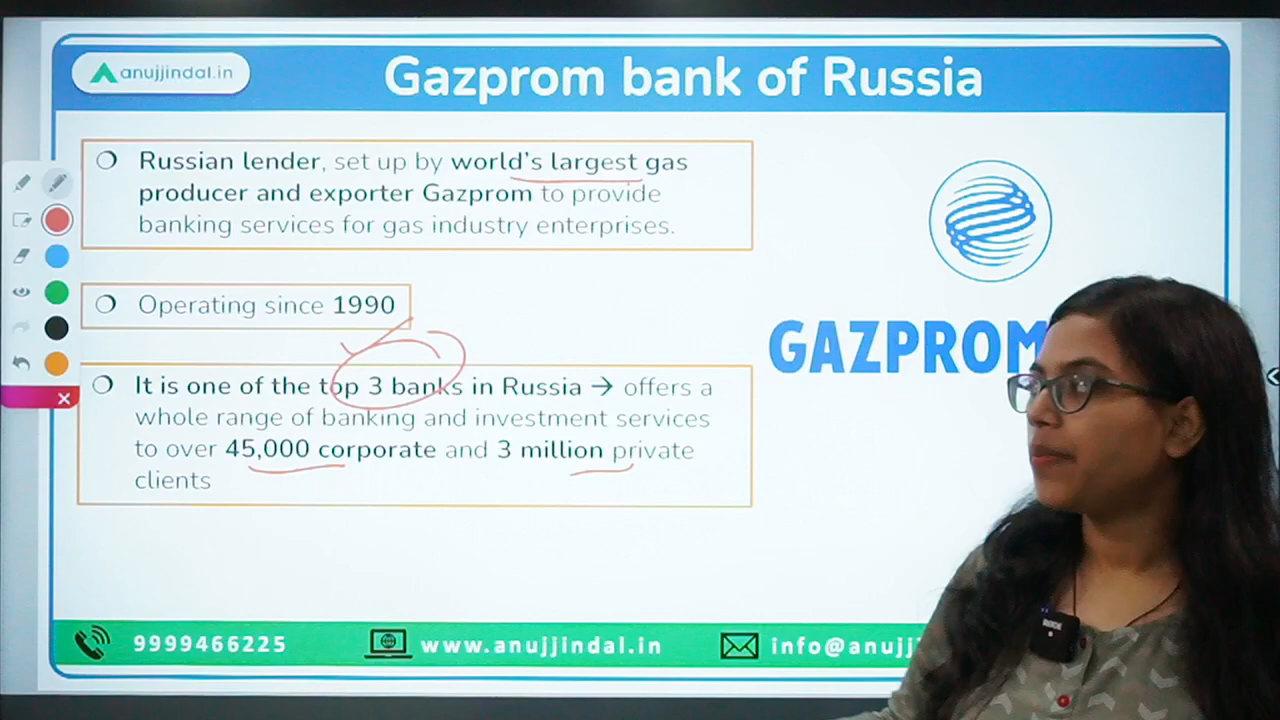 anujjindal.in
Gazprom bank of Russia
Russian lender, set up by world's largest gas
producer and exporter Gazprom to provide
banking services for gas industry enterprises.
Operating since 1990
GAZPROM
It is one of the top 3 banks in Russia → offers a
whole range of banking and investment services
to over 45,000 corporate and 3 million private
clients
9999466225
www.anujjindal.in
info@anujj